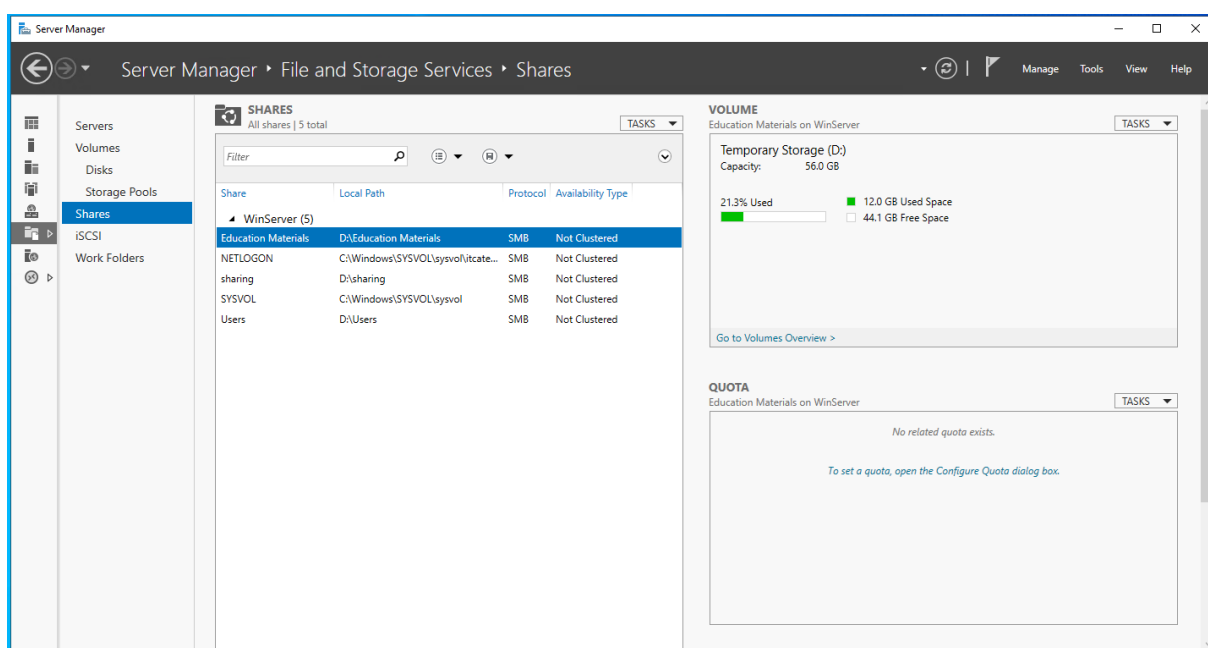 Server Manager
Server Manager ‣ File and Storage Services ‣ Shares
Manage Tools View Help
Servers
Volumes
Disks
Storage Pools
Shares
iSCSI
Work Folders
SHARES
All shares | 5 total
TASKS
Filter
Share Local Path Protocol Availability Type
WinServer (5)
Education Materials D:\Education Materials SMB Not Clustered
NETLOGON C:\Windows\SYSVOL\sysvol\itcate... SMB Not Clustered
sharing D:\sharing SMB Not Clustered
SYSVOL C:\Windows\SYSVOL\sysvol SMB Not Clustered
Users D:\Users SMB Not Clustered
VOLUME
Education Materials on WinServer
TASKS
Temporary Storage (D:)
Capacity: 56.0 GB
21.3% Used
12.0 GB Used Space
44.1 GB Free Space
Go to Volumes Overview >
QUOTA
Education Materials on WinServer
TASKS
No related quota exists.
To set a quota, open the Configure Quota dialog box.